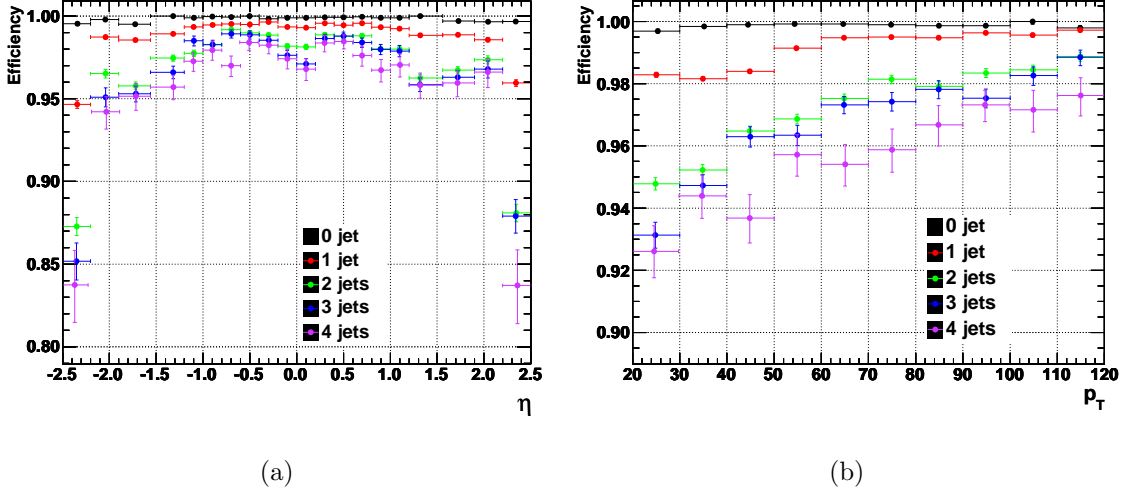 Efficiency
1.00
0.95
0.90
0.85
0.80
0 jet
1 jet
2 jets
3 jets
4 jets
-2.5 -2.0 -1.5 -1.0 -0.5 0.0 0.5 1.0 1.5 2.0 2.5
η
(a)
Efficiency
1.00
0.98
0.96
0.94
0.92
0.90
0 jet
1 jet
2 jets
3 jets
4 jets
20 30 40 50 60 70 80 90 100 110 120
p_T
(b)